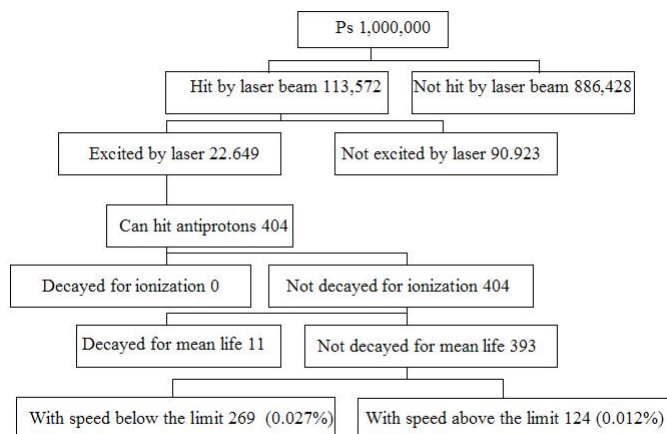 Ps 1,000,000
Hit by laser beam 113,572
Not hit by laser beam 886,428
Excited by laser 22.649
Not excited by laser 90.923
Can hit antiprotons 404
Decayed for ionization 0
Not decayed for ionization 404
Decayed for mean life 11
Not decayed for mean life 393
With speed below the limit 269 (0.027%)
With speed above the limit 124 (0.012%)